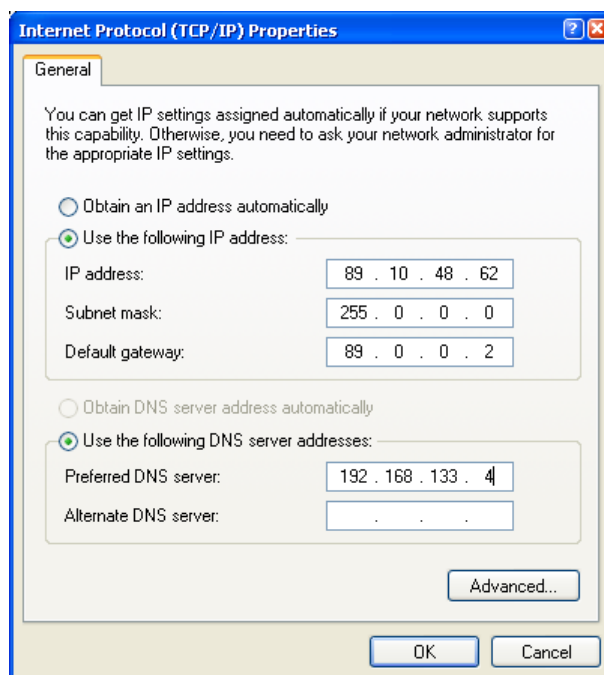 Internet Protocol (TCP/IP) Properties
General
You can get IP settings assigned automatically if your network supports
this capability. Otherwise, you need to ask your network administrator for
the appropriate IP settings.
Obtain an IP address automatically
Use the following IP address:
IP address: 89 . 10 . 48 . 62
Subnet mask: 255 . 0 . 0 . 0
Default gateway: 89 . 0 . 0 . 2
Obtain DNS server address automatically
Use the following DNS server addresses:
Preferred DNS server: 192 . 168 . 133 . 4
Alternate DNS server: . . .
Advanced...
OK Cancel